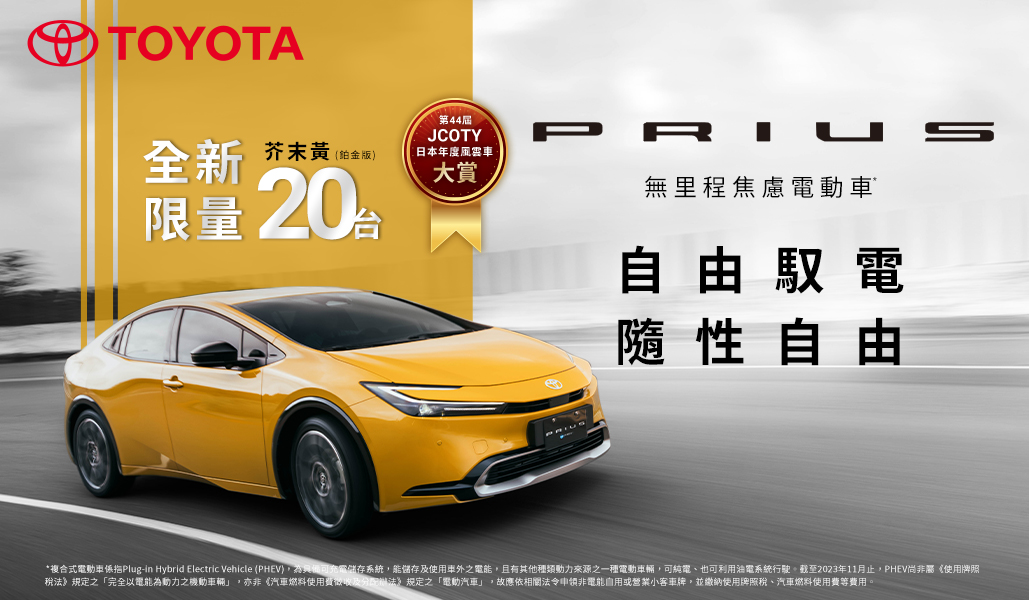 TOYOTA
全新
限量
芥末黃 (鉑金版)
20台
第44屆
JCOTY
日本年度風雲車
大賞
PRIUS
無里程焦慮電動車*
自由馭電
隨性自由
PRIUS
*複合式電動車係指Plug-in Hybrid Electric Vehicle (PHEV)，為具備可充電儲存系統，能儲存及使用車外之電能，且有其他種類動力來源之一種電動車輛，可純電、也可利用油電系統行駛。截至2023年11月止，PHEV尚非屬《使用牌照
稅法》規定之「完全以電能為動力之機動車輛」，亦非《汽車燃料使用費徵收及分配辦法》規定之「電動汽車」，故應依相關法令申領非電能自用或營業小客車牌，並繳納使用牌照稅、汽車燃料使用費等費用。